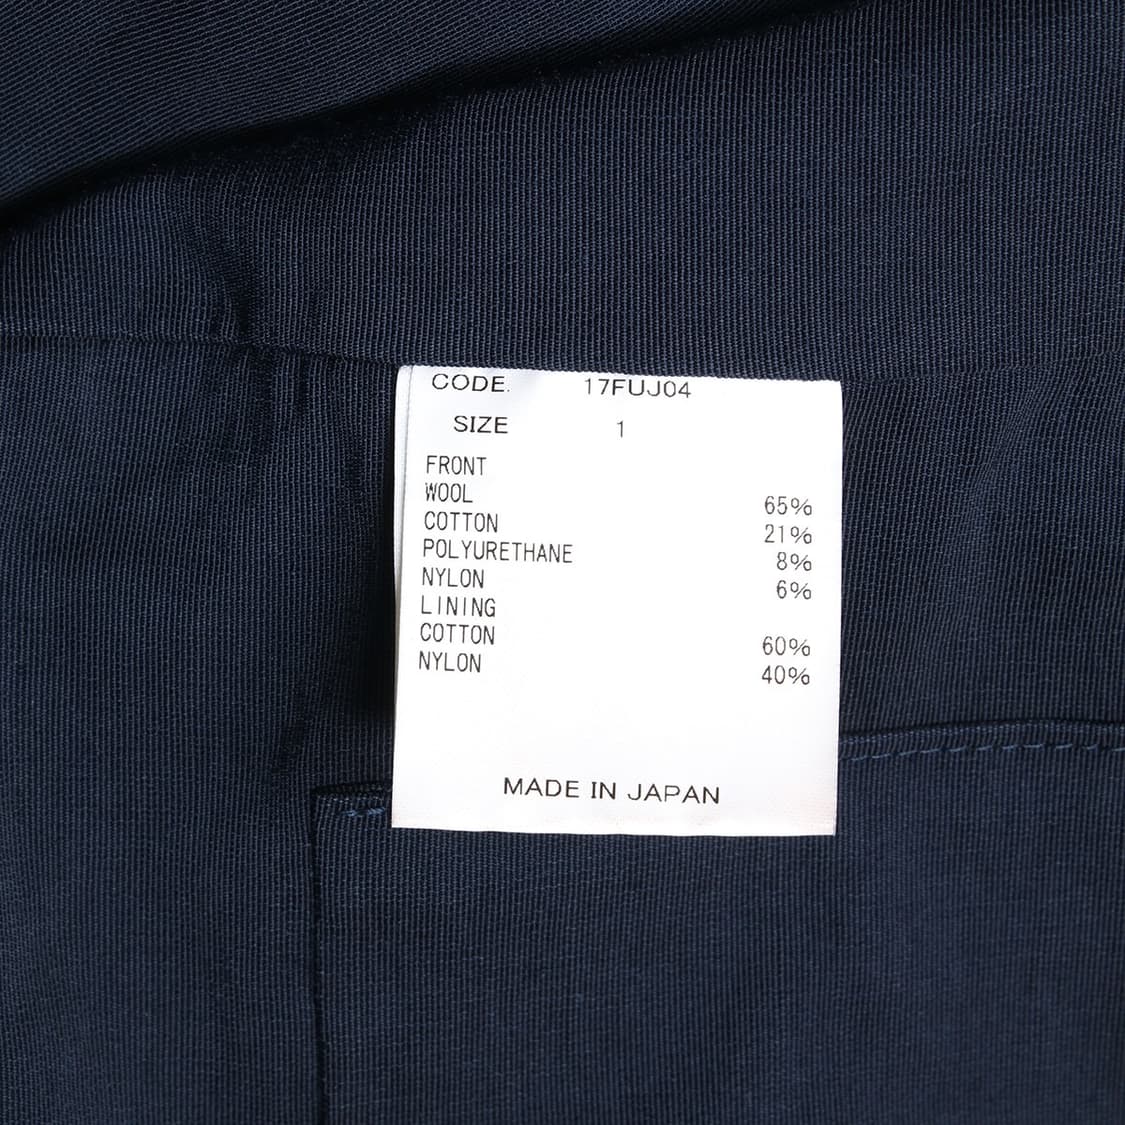 CODE. 17FUJ04
SIZE 1
FRONT
WOOL 65%
COTTON 21%
POLYURETHANE 8%
NYLON 6%
LINING
COTTON 60%
NYLON 40%
MADE IN JAPAN